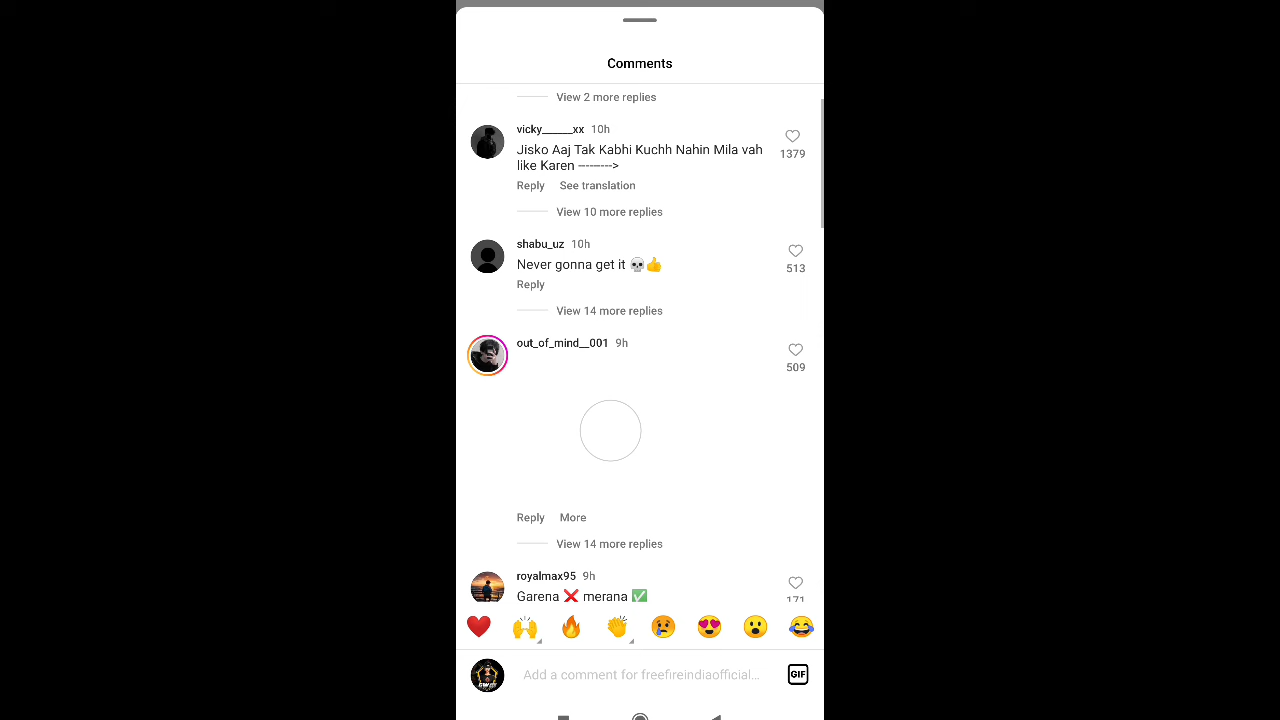 Comments
View 2 more replies
vicky______xx 10h
Jisko Aaj Tak Kabhi Kuchh Nahin Mila vah
like Karen -------->
1379
Reply See translation
View 10 more replies
shabu_uz 10h
Never gonna get it 💀👍
513
Reply
View 14 more replies
out_of_mind__001 9h
509
Reply More
View 14 more replies
royalmax95 9h
Garena ❌ merana ✅
171
❤️ 🙌 🔥 👏 😢 😍 😮 😂
Add a comment for freefireindiaofficial...
GIF